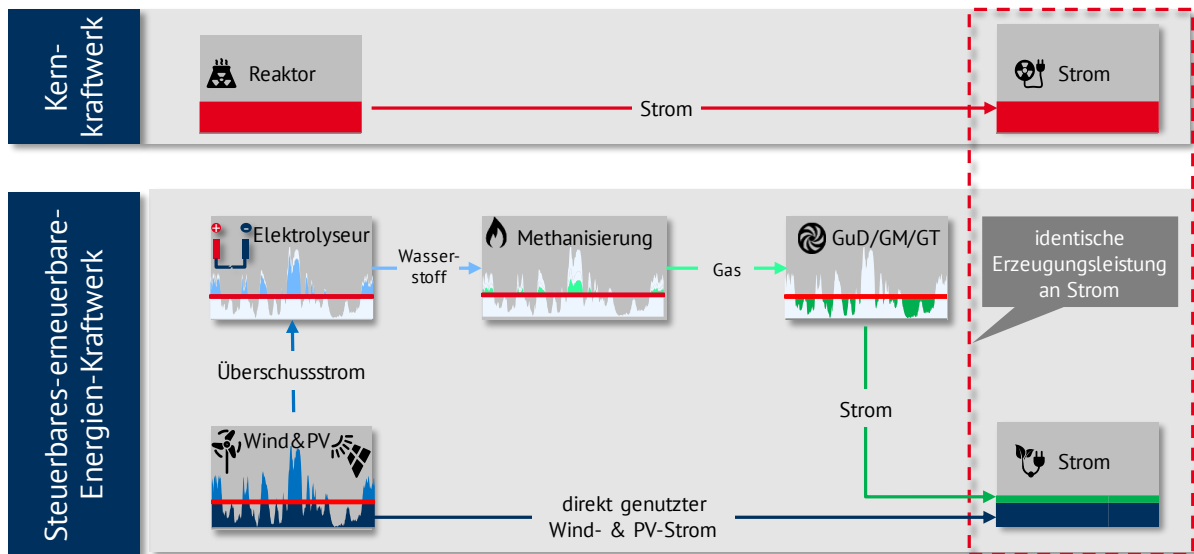 Kern-
kraftwerk
Reaktor
Strom
Strom
Steuerbares-erneuerbare-
Energien-Kraftwerk
+
-
Elektrolyseur
Wasser-
stoff
Methanisierung
Gas
GuD/GM/GT
identische
Erzeugungsleistung
an Strom
Überschussstrom
Strom
Wind&PV
direkt genutzter
Wind- & PV-Strom
Strom